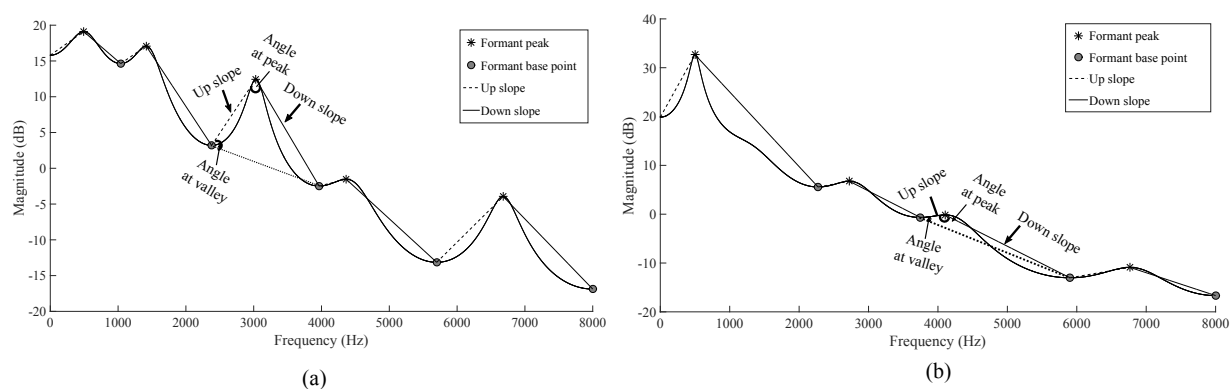 20
15
10
5
0
-5
-10
-15
-20
Magnitude (dB)
0 1000 2000 3000 4000 5000 6000 7000 8000
Frequency (Hz)
Formant peak
Formant base point
Up slope
Down slope
Up slope
Angle
at peak
Down slope
Angle
at valley
(a)
40
30
20
10
0
-10
-20
Magnitude (dB)
0 1000 2000 3000 4000 5000 6000 7000 8000
Frequency (Hz)
Formant peak
Formant base point
Up slope
Down slope
Up slope
Angle
at peak
Down slope
Angle
at valley
(b)